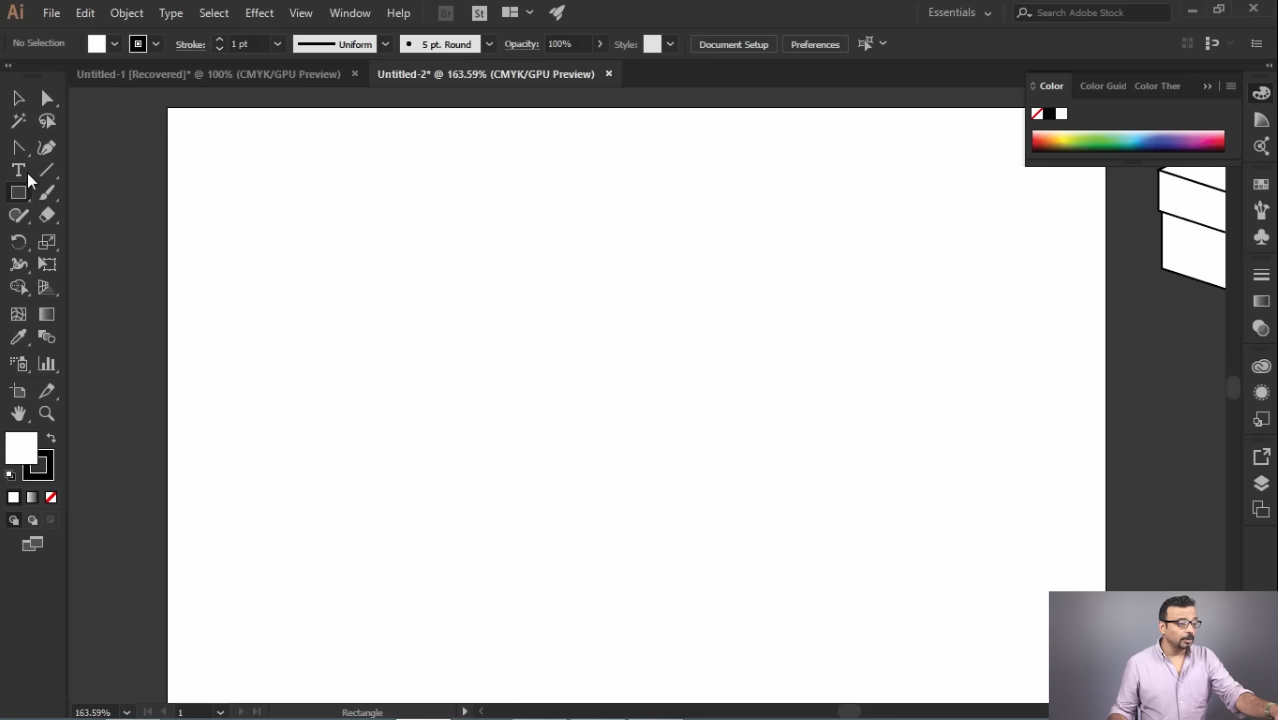 Ai File Edit Object Type Select Effect View Window Help Br St Essentials Search Adobe Stock
No Selection Stroke: 1 pt Uniform 5 pt. Round Opacity: 100% Style: Document Setup Preferences
Untitled-1 [Recovered]* @ 100% (CMYK/GPU Preview) × Untitled-2* @ 163.59% (CMYK/GPU Preview) ×
Color Color Guid Color Ther
T
163.59% 1 Rectangle